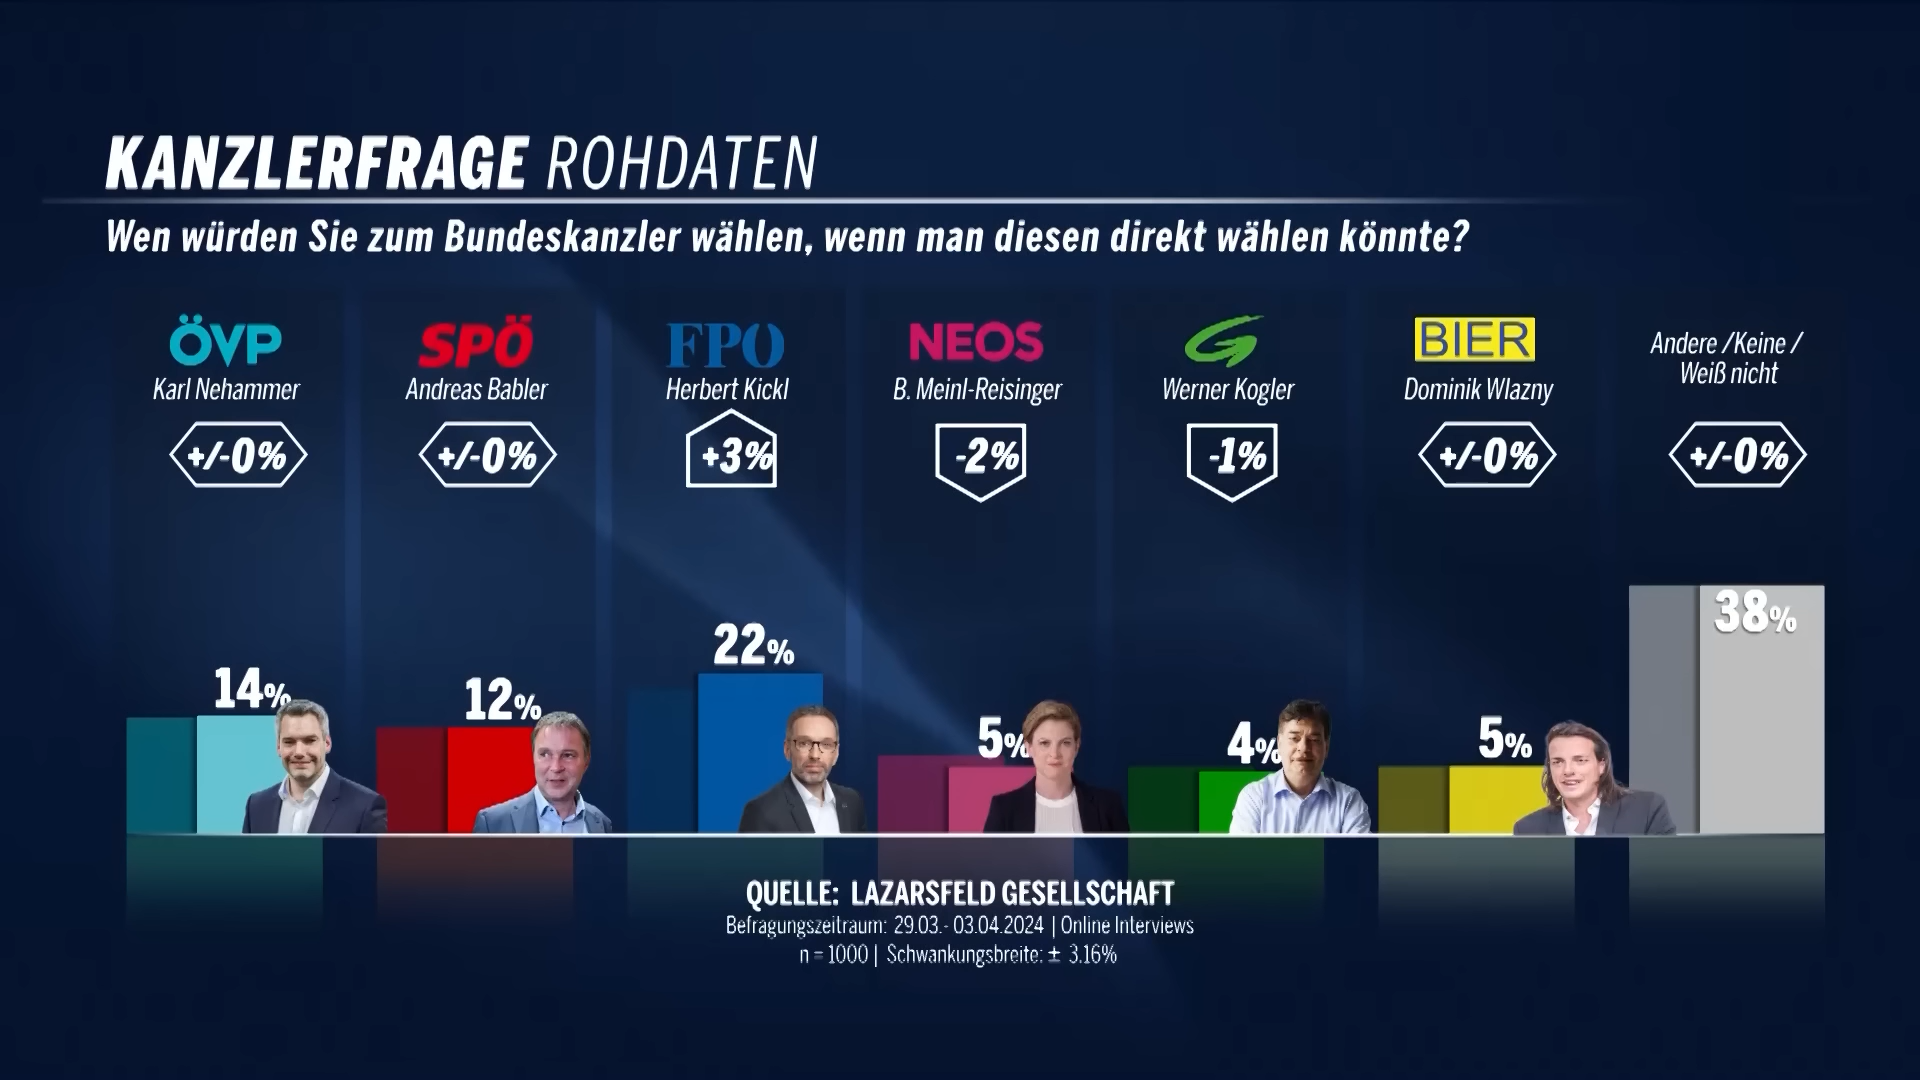 KANZLERFRAGE ROHDATEN
Wen würden Sie zum Bundeskanzler wählen, wenn man diesen direkt wählen könnte?
ÖVP
Karl Nehammer
+/-0%
14%
SPÖ
Andreas Babler
+/-0%
12%
FPÖ
Herbert Kickl
+3%
22%
NEOS
B. Meinl-Reisinger
-2%
5%
G
Werner Kogler
-1%
4%
BIER
Dominik Wlazny
+/-0%
5%
Andere /Keine /
Weiß nicht
+/-0%
38%
QUELLE: LAZARSFELD GESELLSCHAFT
Befragungszeitraum: 29.03.- 03.04.2024 | Online Interviews
n = 1000 | Schwankungsbreite: ± 3.16%